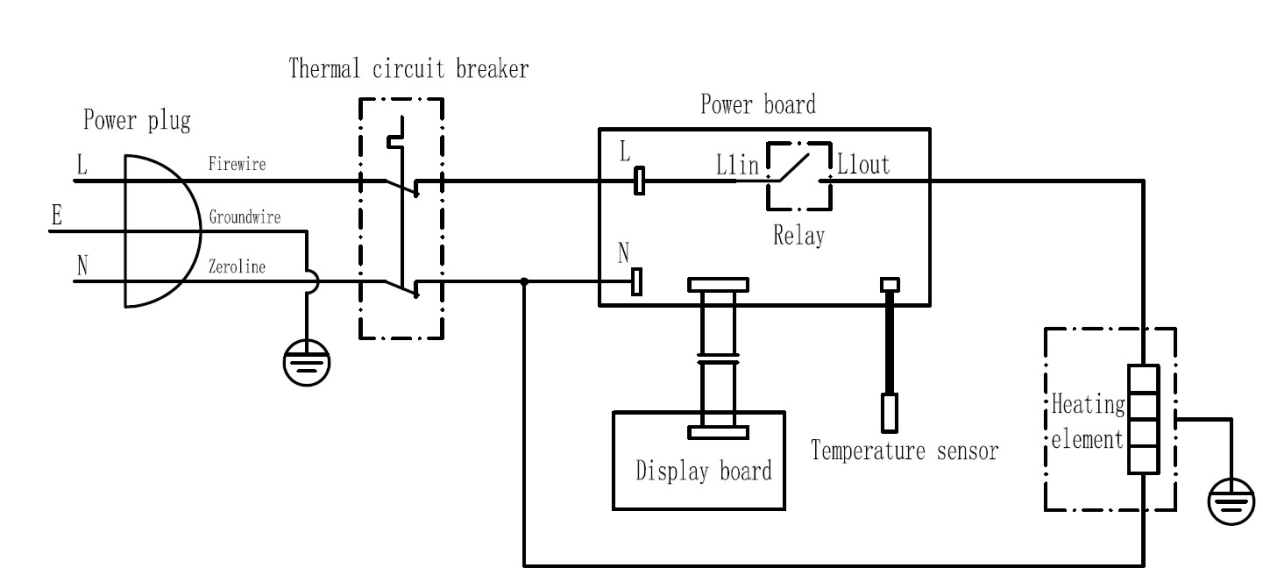 Thermal circuit breaker
Power board
Power plug
L
Firewire
L
L1in
L1out
E
Groundwire
Relay
N
Zeroline
N
Heating
element
Temperature sensor
Display board